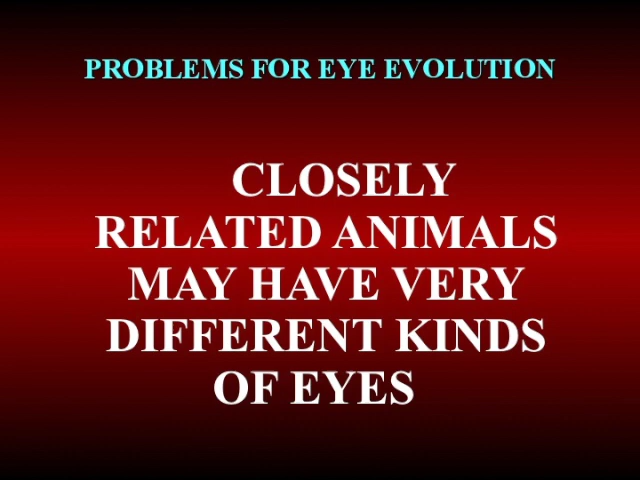 PROBLEMS FOR EYE EVOLUTION
CLOSELY
RELATED ANIMALS
MAY HAVE VERY
DIFFERENT KINDS
OF EYES